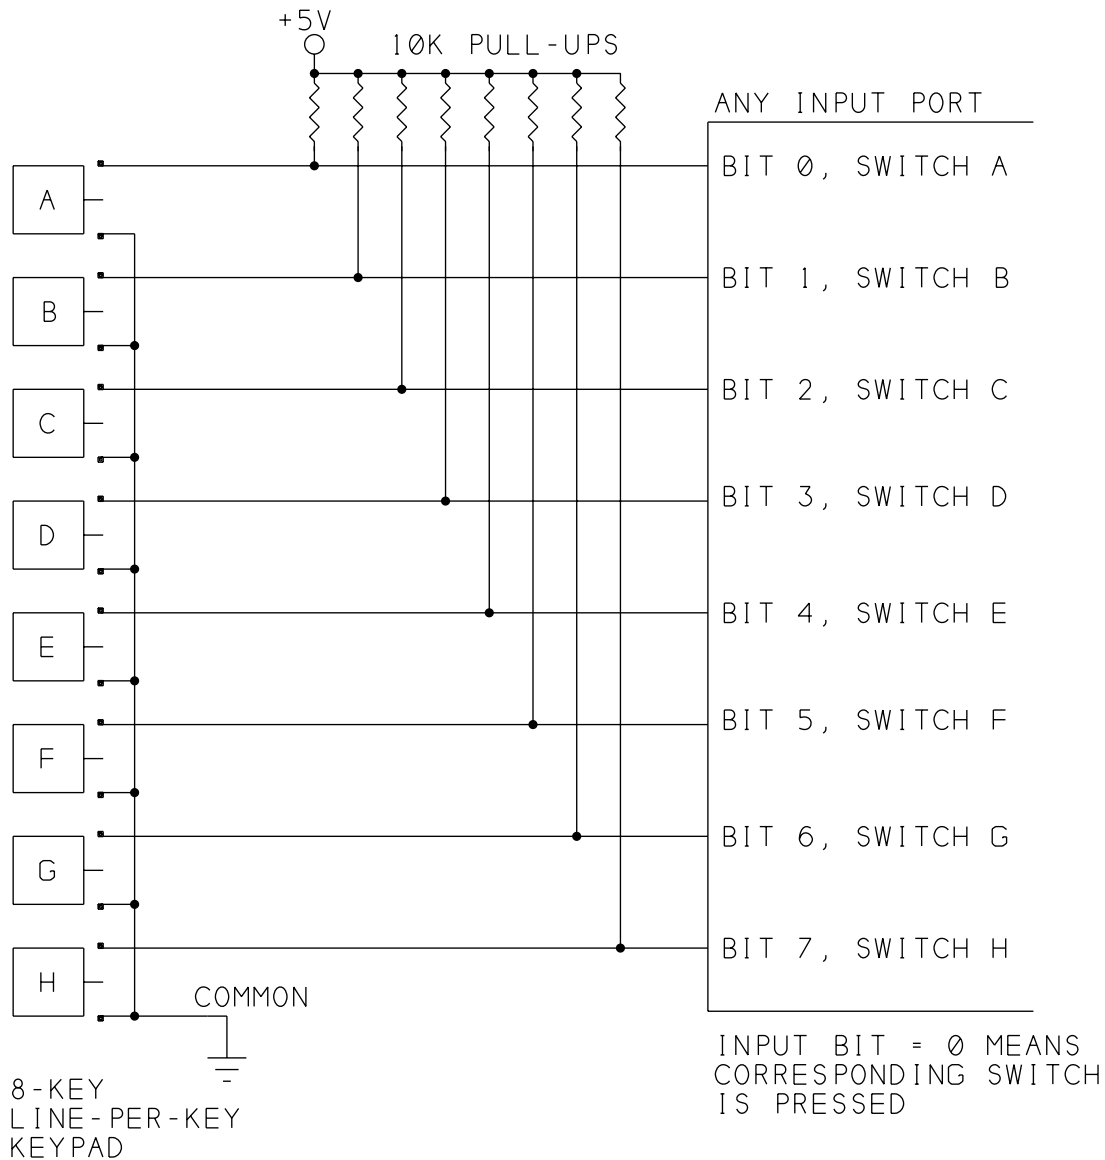 +5V
10K PULL-UPS
ANY INPUT PORT
A
BIT 0, SWITCH A
B
BIT 1, SWITCH B
C
BIT 2, SWITCH C
D
BIT 3, SWITCH D
E
BIT 4, SWITCH E
F
BIT 5, SWITCH F
G
BIT 6, SWITCH G
H
BIT 7, SWITCH H
COMMON
INPUT BIT = 0 MEANS
CORRESPONDING SWITCH
IS PRESSED
8-KEY
LINE-PER-KEY
KEYPAD